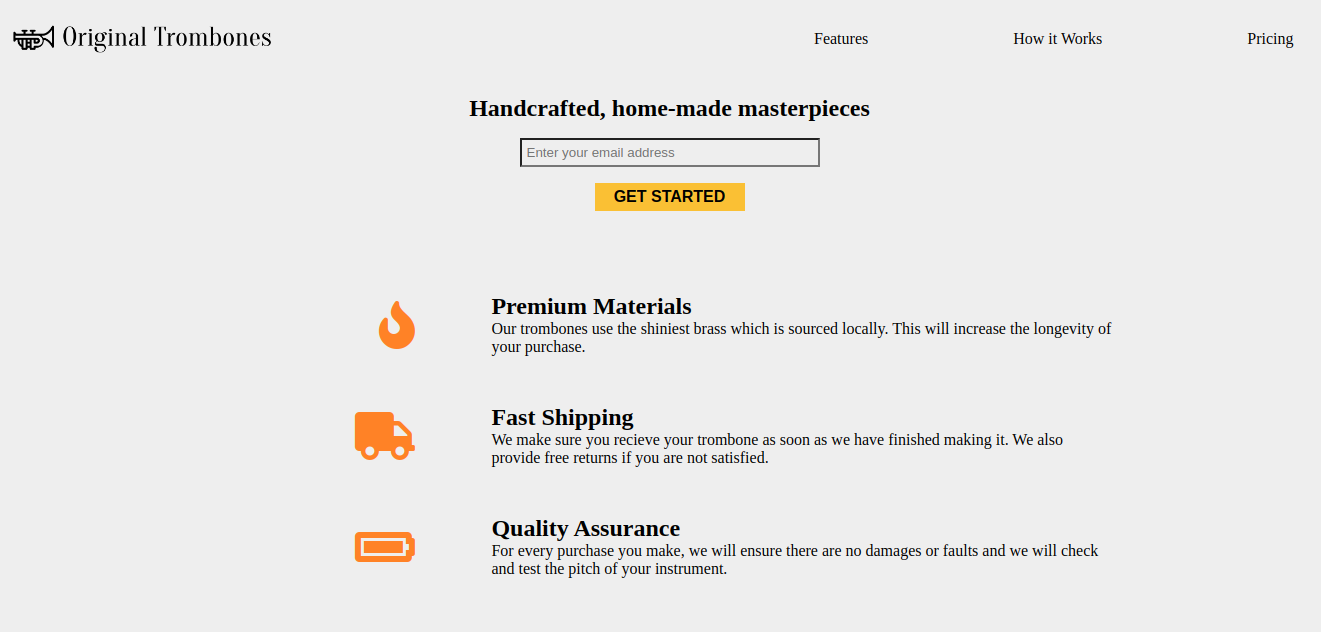 Original Trombones
Features
How it Works
Pricing
Handcrafted, home-made masterpieces
Enter your email address
GET STARTED
Premium Materials
Our trombones use the shiniest brass which is sourced locally. This will increase the longevity of
your purchase.
Fast Shipping
We make sure you recieve your trombone as soon as we have finished making it. We also
provide free returns if you are not satisfied.
Quality Assurance
For every purchase you make, we will ensure there are no damages or faults and we will check
and test the pitch of your instrument.